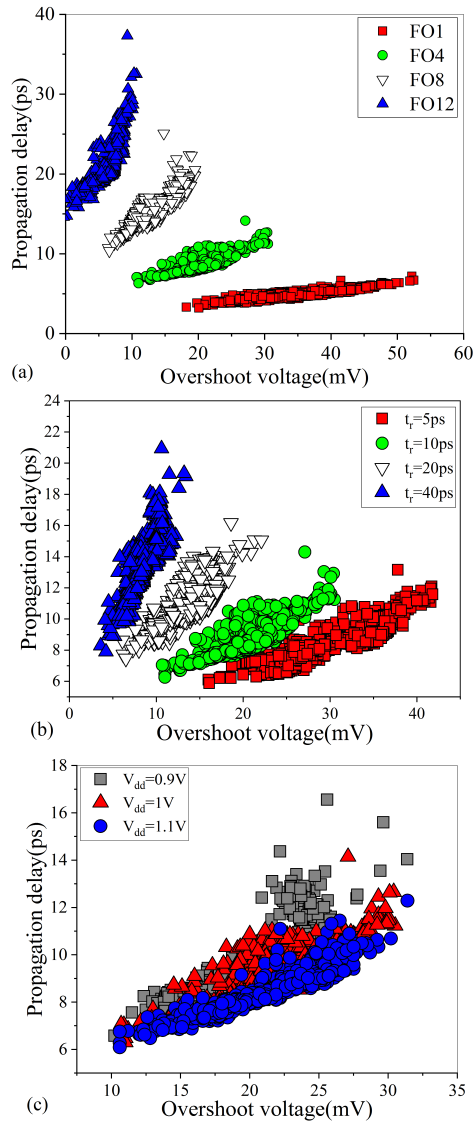 40
30
20
10
0
Propagation delay(ps)
FO1
FO4
FO8
FO12
0 10 20 30 40 50 60
Overshoot voltage(mV)
(a)
24
22
20
18
16
14
12
10
8
6
Propagation delay(ps)
tr=5ps
tr=10ps
tr=20ps
tr=40ps
0 10 20 30 40
Overshoot voltage(mV)
(b)
18
16
14
12
10
8
6
Propagation delay(ps)
Vdd=0.9V
Vdd=1V
Vdd=1.1V
5 10 15 20 25 30 35
Overshoot voltage(mV)
(c)